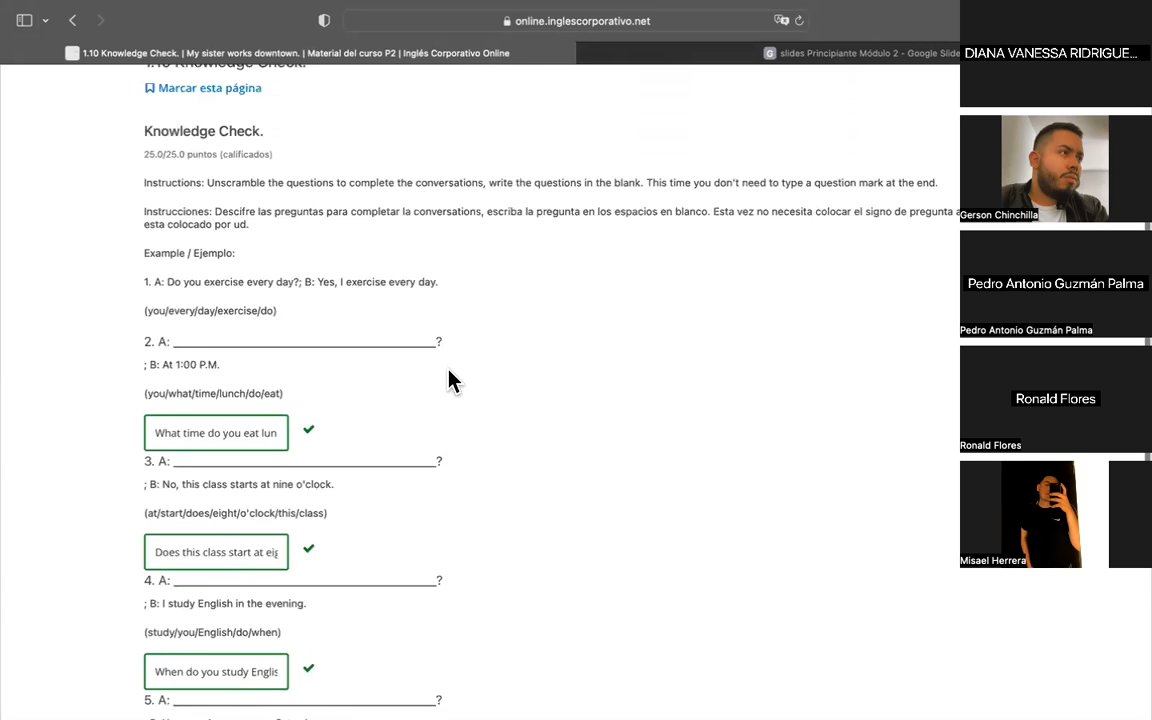 online.inglescorporativo.net
1.10 Knowledge Check. | My sister works downtown. | Material del curso P2 | Inglés Corporativo Online
G slides Principiante Módulo 2 - Google Slide
1.10 Knowledge Check.
Marcar esta página
Knowledge Check.
25.0/25.0 puntos (calificados)
Instructions: Unscramble the questions to complete the conversations, write the questions in the blank. This time you don't need to type a question mark at the end.
Instrucciones: Descifre las preguntas para completar la conversations, escriba la pregunta en los espacios en blanco. Esta vez no necesita colocar el signo de pregunta
esta colocado por ud.
Example / Ejemplo:
1. A: Do you exercise every day?; B: Yes, I exercise every day.
(you/every/day/exercise/do)
2. A: ______________________________________?
; B: At 1:00 P.M.
(you/what/time/lunch/do/eat)
What time do you eat lun
3. A: ______________________________________?
; B: No, this class starts at nine o'clock.
(at/start/does/eight/o'clock/this/class)
Does this class start at eig
4. A: ______________________________________?
; B: I study English in the evening.
(study/you/English/do/when)
When do you study Englis
5. A: ______________________________________?
DIANA VANESSA RIDRIGUE...
Gerson Chinchilla
Pedro Antonio Guzmán Palma
Pedro Antonio Guzmán Palma
Ronald Flores
Ronald Flores
Misael Herrera